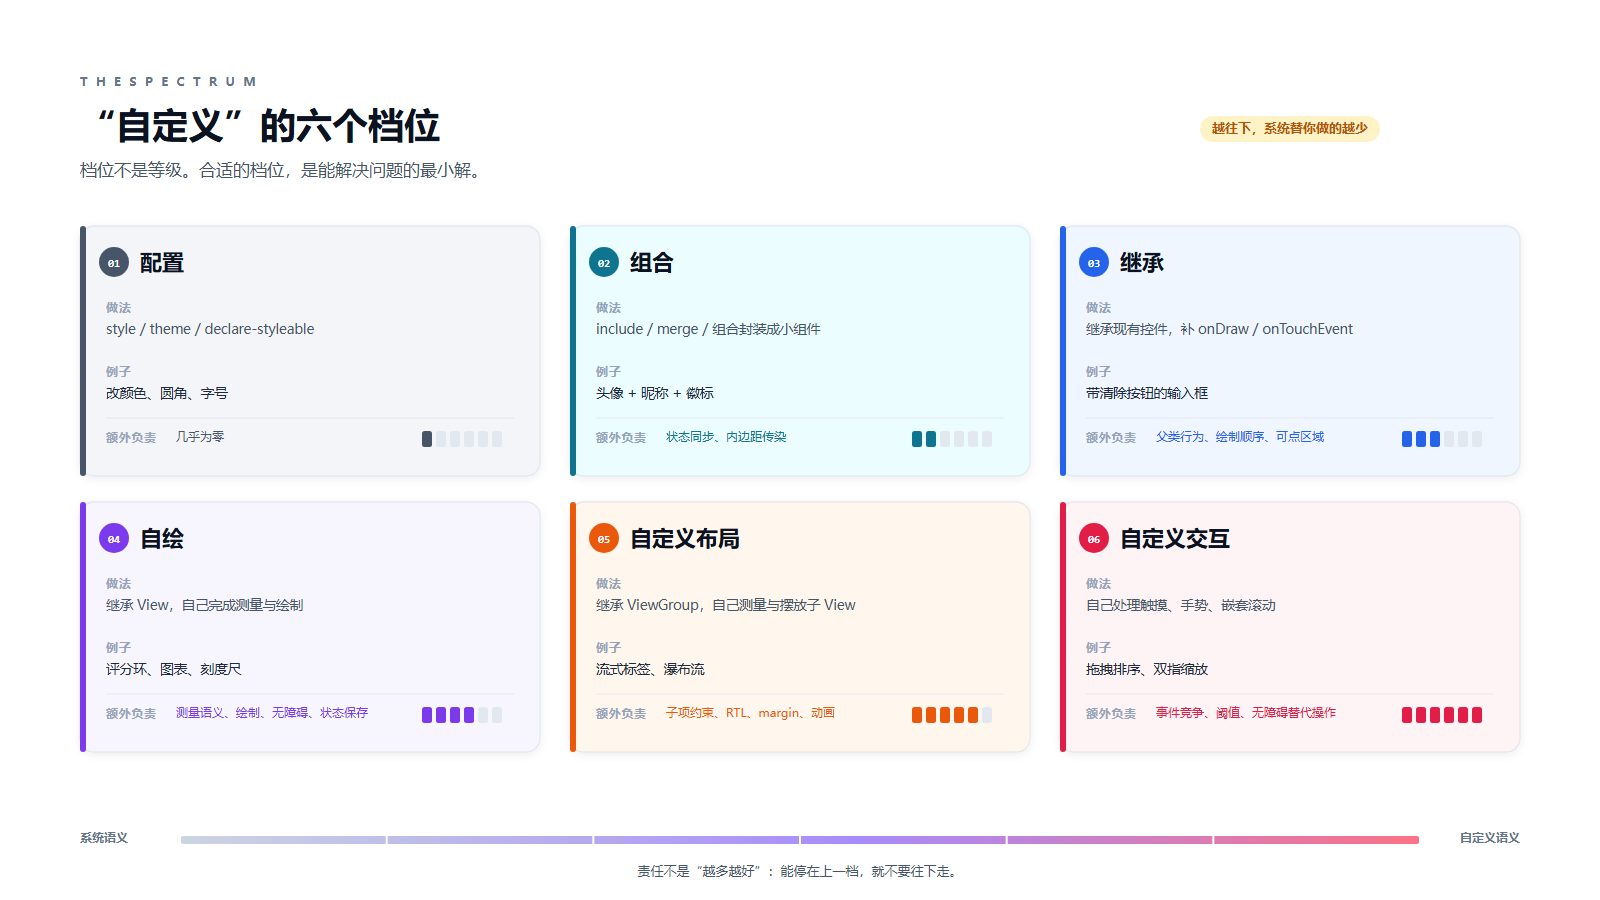 THESPECTRUM
“自定义”的六个档位
档位不是等级。合适的档位，是能解决问题的最小解。
越往下，系统替你做的越少
01 配置
做法
style / theme / declare-styleable
例子
改颜色、圆角、字号
额外负责 几乎为零
02 组合
做法
include / merge / 组合封装成小组件
例子
头像 + 昵称 + 徽标
额外负责 状态同步、内边距传染
03 继承
做法
继承现有控件，补 onDraw / onTouchEvent
例子
带清除按钮的输入框
额外负责 父类行为、绘制顺序、可点区域
04 自绘
做法
继承 View，自己完成测量与绘制
例子
评分环、图表、刻度尺
额外负责 测量语义、绘制、无障碍、状态保存
05 自定义布局
做法
继承 ViewGroup，自己测量与摆放子 View
例子
流式标签、瀑布流
额外负责 子项约束、RTL、margin、动画
06 自定义交互
做法
自己处理触摸、手势、嵌套滚动
例子
拖拽排序、双指缩放
额外负责 事件竞争、阈值、无障碍替代操作
系统语义
自定义语义
责任不是“越多越好”：能停在上一档，就不要往下走。